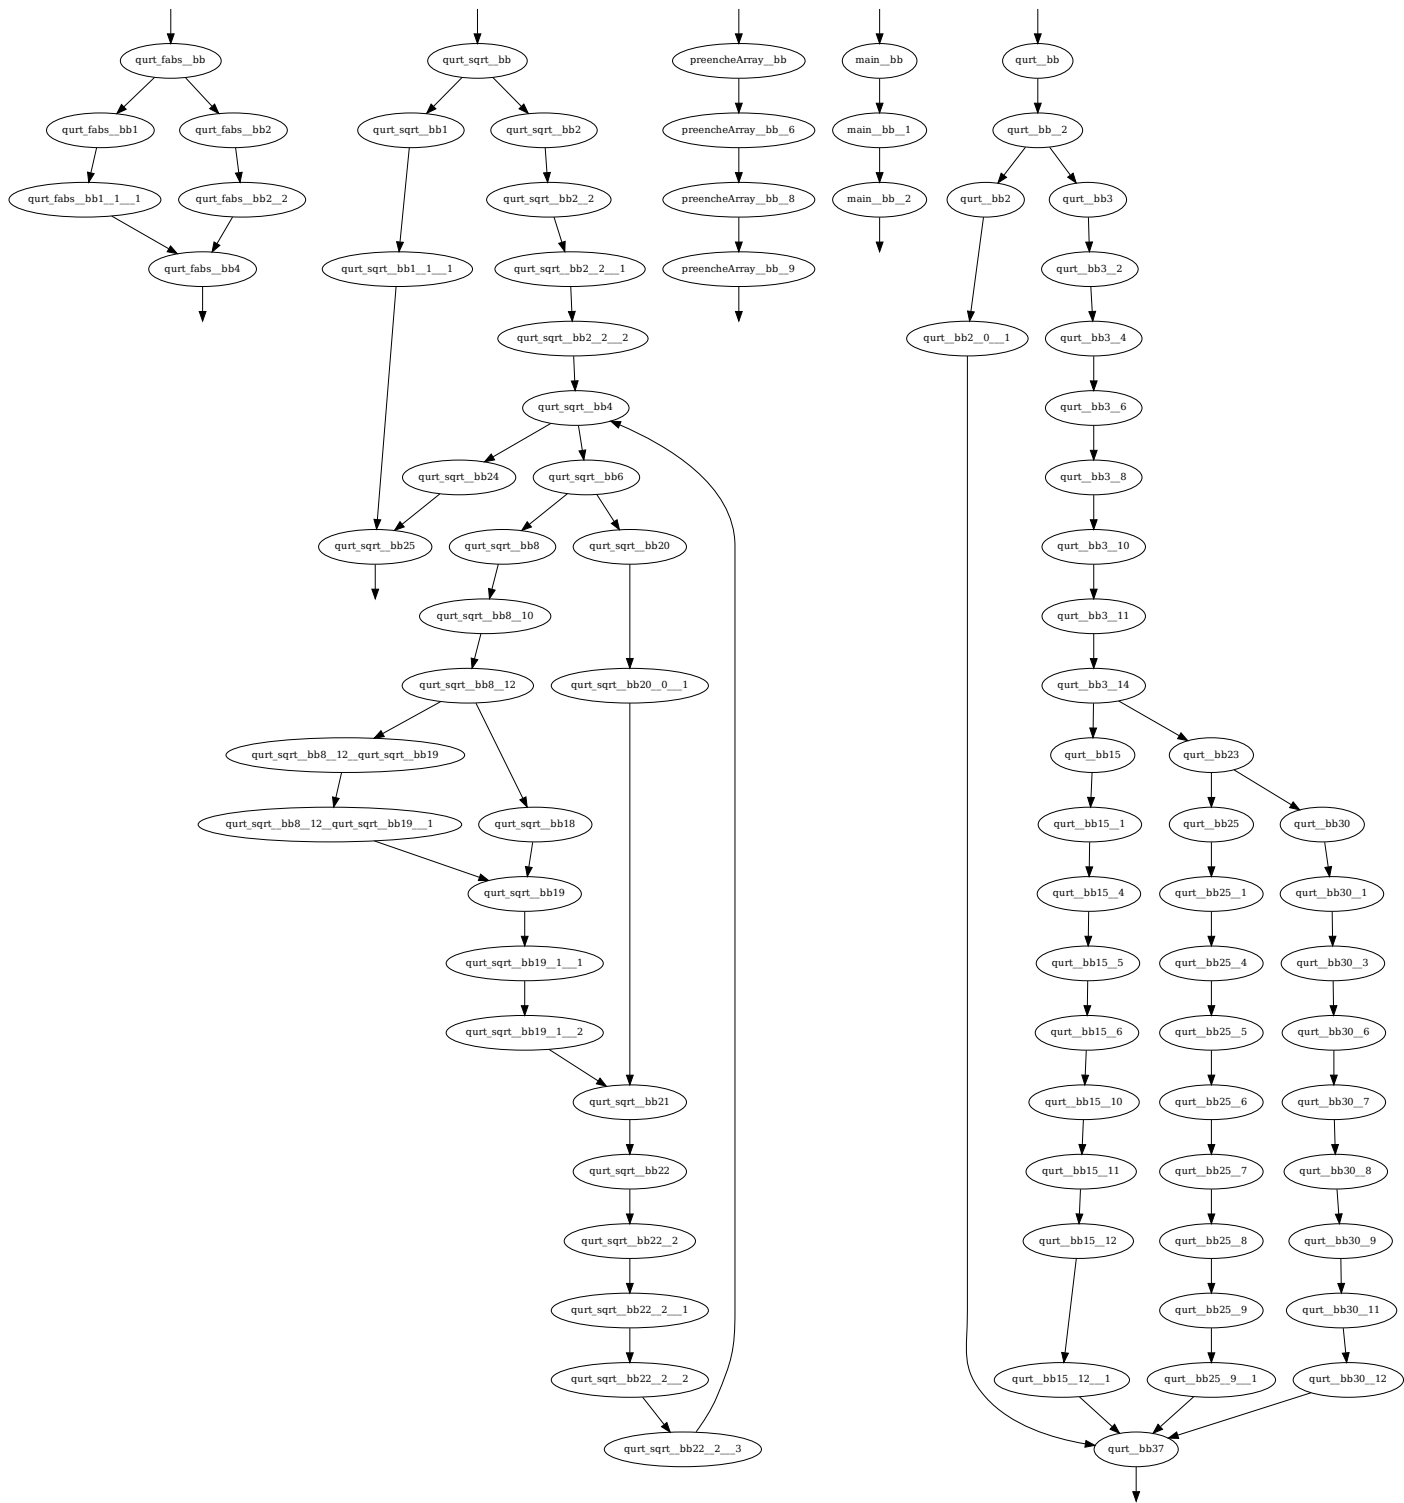 qurt_fabs__bb
qurt_fabs__bb1
qurt_fabs__bb2
qurt_fabs__bb1__1___1
qurt_fabs__bb2__2
qurt_fabs__bb4
qurt_sqrt__bb
qurt_sqrt__bb1
qurt_sqrt__bb2
qurt_sqrt__bb2__2
qurt_sqrt__bb1__1___1
qurt_sqrt__bb2__2___1
qurt_sqrt__bb2__2___2
qurt_sqrt__bb4
qurt_sqrt__bb24
qurt_sqrt__bb6
qurt_sqrt__bb25
qurt_sqrt__bb8
qurt_sqrt__bb20
qurt_sqrt__bb8__10
qurt_sqrt__bb8__12
qurt_sqrt__bb20__0___1
qurt_sqrt__bb8__12__qurt_sqrt__bb19
qurt_sqrt__bb8__12__qurt_sqrt__bb19___1
qurt_sqrt__bb18
qurt_sqrt__bb19
qurt_sqrt__bb19__1___1
qurt_sqrt__bb19__1___2
qurt_sqrt__bb21
qurt_sqrt__bb22
qurt_sqrt__bb22__2
qurt_sqrt__bb22__2___1
qurt_sqrt__bb22__2___2
qurt_sqrt__bb22__2___3
preencheArray__bb
preencheArray__bb__6
preencheArray__bb__8
preencheArray__bb__9
main__bb
main__bb__1
main__bb__2
qurt__bb
qurt__bb__2
qurt__bb2
qurt__bb3
qurt__bb3__2
qurt__bb2__0___1
qurt__bb3__4
qurt__bb3__6
qurt__bb3__8
qurt__bb3__10
qurt__bb3__11
qurt__bb3__14
qurt__bb15
qurt__bb23
qurt__bb15__1
qurt__bb25
qurt__bb30
qurt__bb15__4
qurt__bb25__1
qurt__bb30__1
qurt__bb15__5
qurt__bb25__4
qurt__bb30__3
qurt__bb15__6
qurt__bb25__5
qurt__bb30__6
qurt__bb15__10
qurt__bb25__6
qurt__bb30__7
qurt__bb15__11
qurt__bb25__7
qurt__bb30__8
qurt__bb15__12
qurt__bb25__8
qurt__bb30__9
qurt__bb25__9
qurt__bb30__11
qurt__bb15__12___1
qurt__bb25__9___1
qurt__bb30__12
qurt__bb37